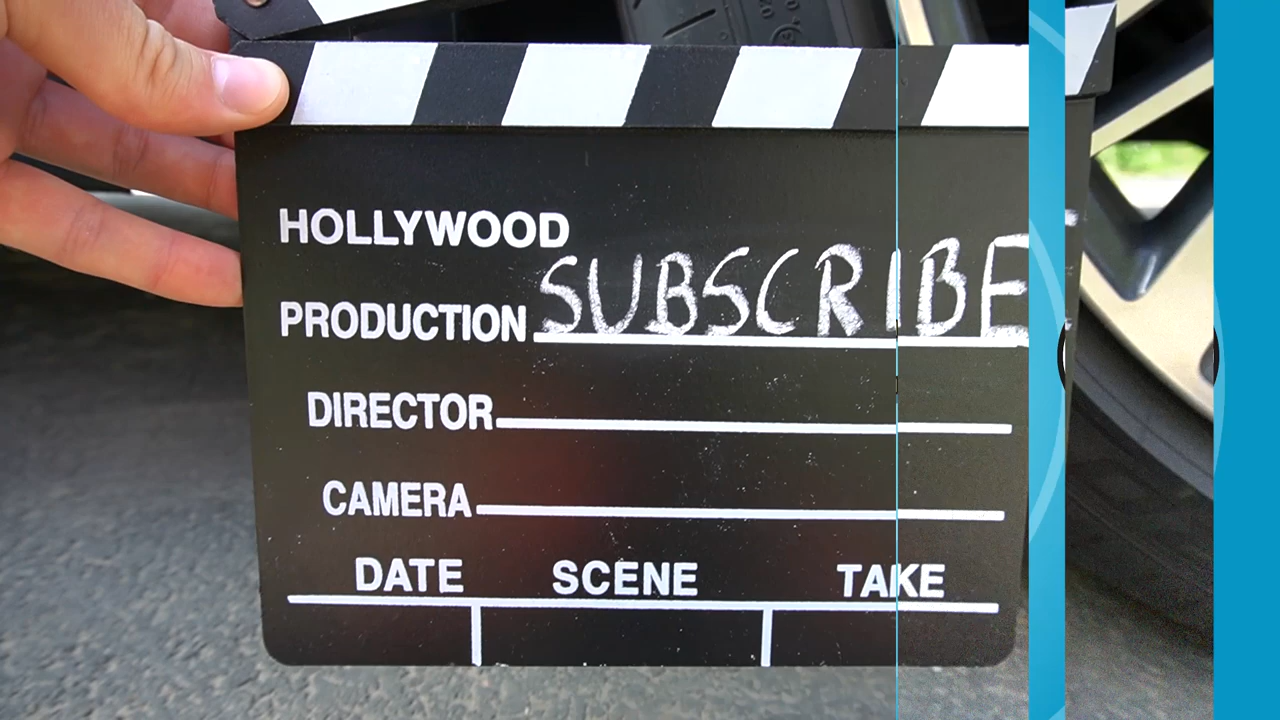 HOLLYWOOD
PRODUCTION SUBSCRIBE
DIRECTOR
CAMERA
DATE SCENE TAKE